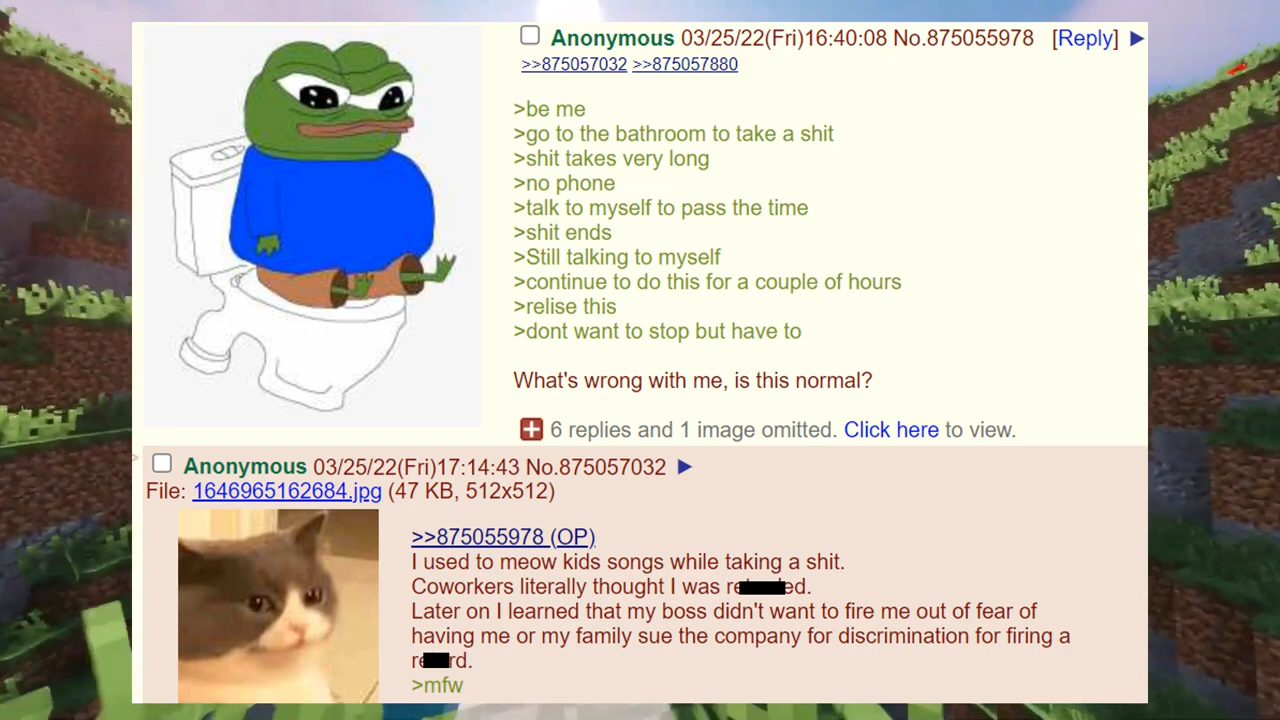 Anonymous 03/25/22(Fri)16:40:08 No.875055978 [Reply] ▶
>>875057032 >>875057880
>be me
>go to the bathroom to take a shit
>shit takes very long
>no phone
>talk to myself to pass the time
>shit ends
>Still talking to myself
>continue to do this for a couple of hours
>relise this
>dont want to stop but have to
What's wrong with me, is this normal?
6 replies and 1 image omitted. Click here to view.
Anonymous 03/25/22(Fri)17:14:43 No.875057032 ▶
File: 1646965162684.jpg (47 KB, 512x512)
>>875055978 (OP)
I used to meow kids songs while taking a shit.
Coworkers literally thought I was re ed.
Later on I learned that my boss didn't want to fire me out of fear of
having me or my family sue the company for discrimination for firing a
re rd.
>mfw